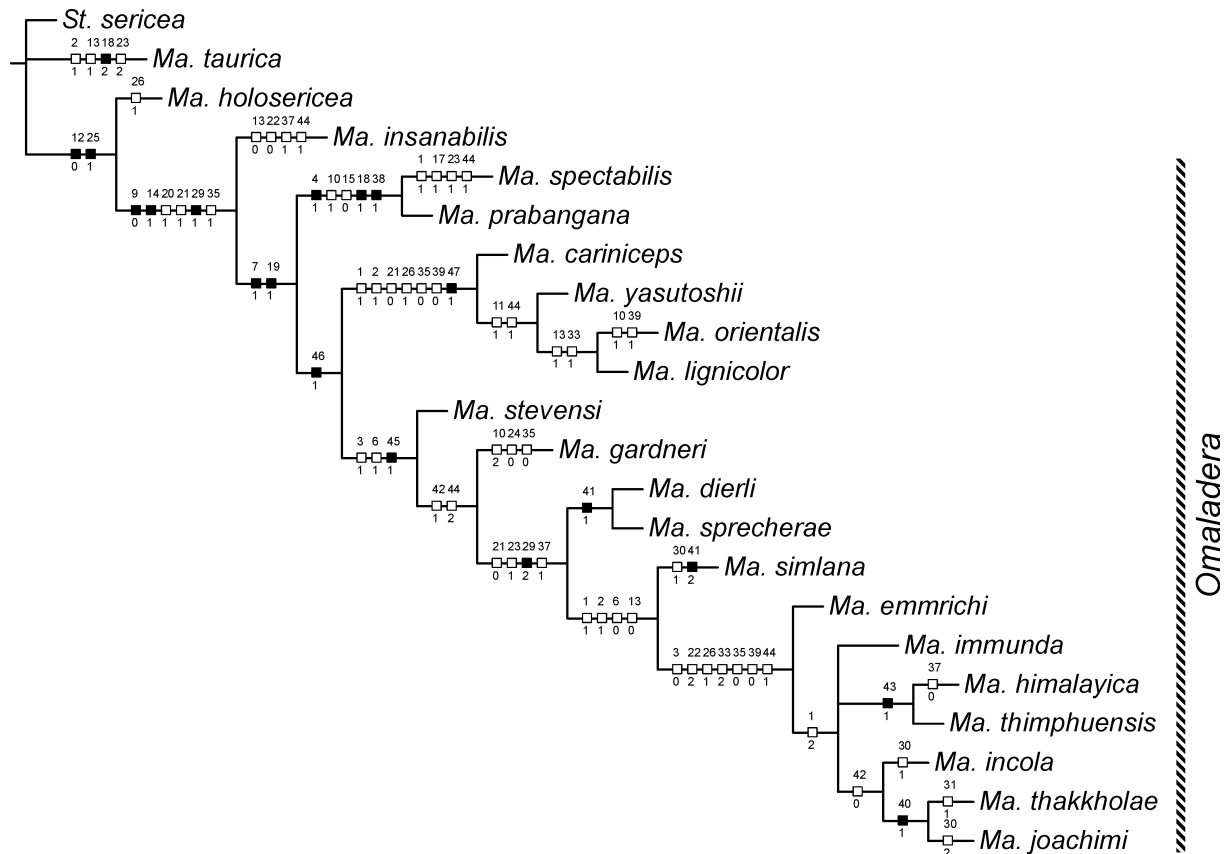 St. sericea
2 13 18 23
1 1 2 2
Ma. taurica
26
1
Ma. holosericea
12 25
0 1
13 22 37 44
0 0 1 1
Ma. insanabilis
9 14 20 21 29 35
0 1 1 1 1 1
4 10 15 18 38
1 1 0 1 1
1 17 23 44
1 1 1 1
Ma. spectabilis
Ma. prabangana
7 19
1 1
1 2 21 26 35 39 47
1 1 0 1 0 0 1
Ma. cariniceps
11 44
1 1
Ma. yasutoshii
13 33
1 1
10 39
1 1
Ma. orientalis
Ma. lignicolor
46
1
3 6 45
1 1 1
Ma. stevensi
42 44
1 2
10 24 35
2 0 0
Ma. gardneri
21 23 29 37
0 1 2 1
41
1
Ma. dierli
Ma. sprecherae
1 2 6 13
1 1 0 0
30 41
1 2
Ma. simlana
3 22 26 33 35 39 44
0 2 1 2 0 0 1
Ma. emmrichi
1
2
Ma. immunda
43
1
37
0
Ma. himalayica
Ma. thimphuensis
42
0
30
1
Ma. incola
40
1
31
1
Ma. thakkholae
30
2
Ma. joachimi
Omaladera